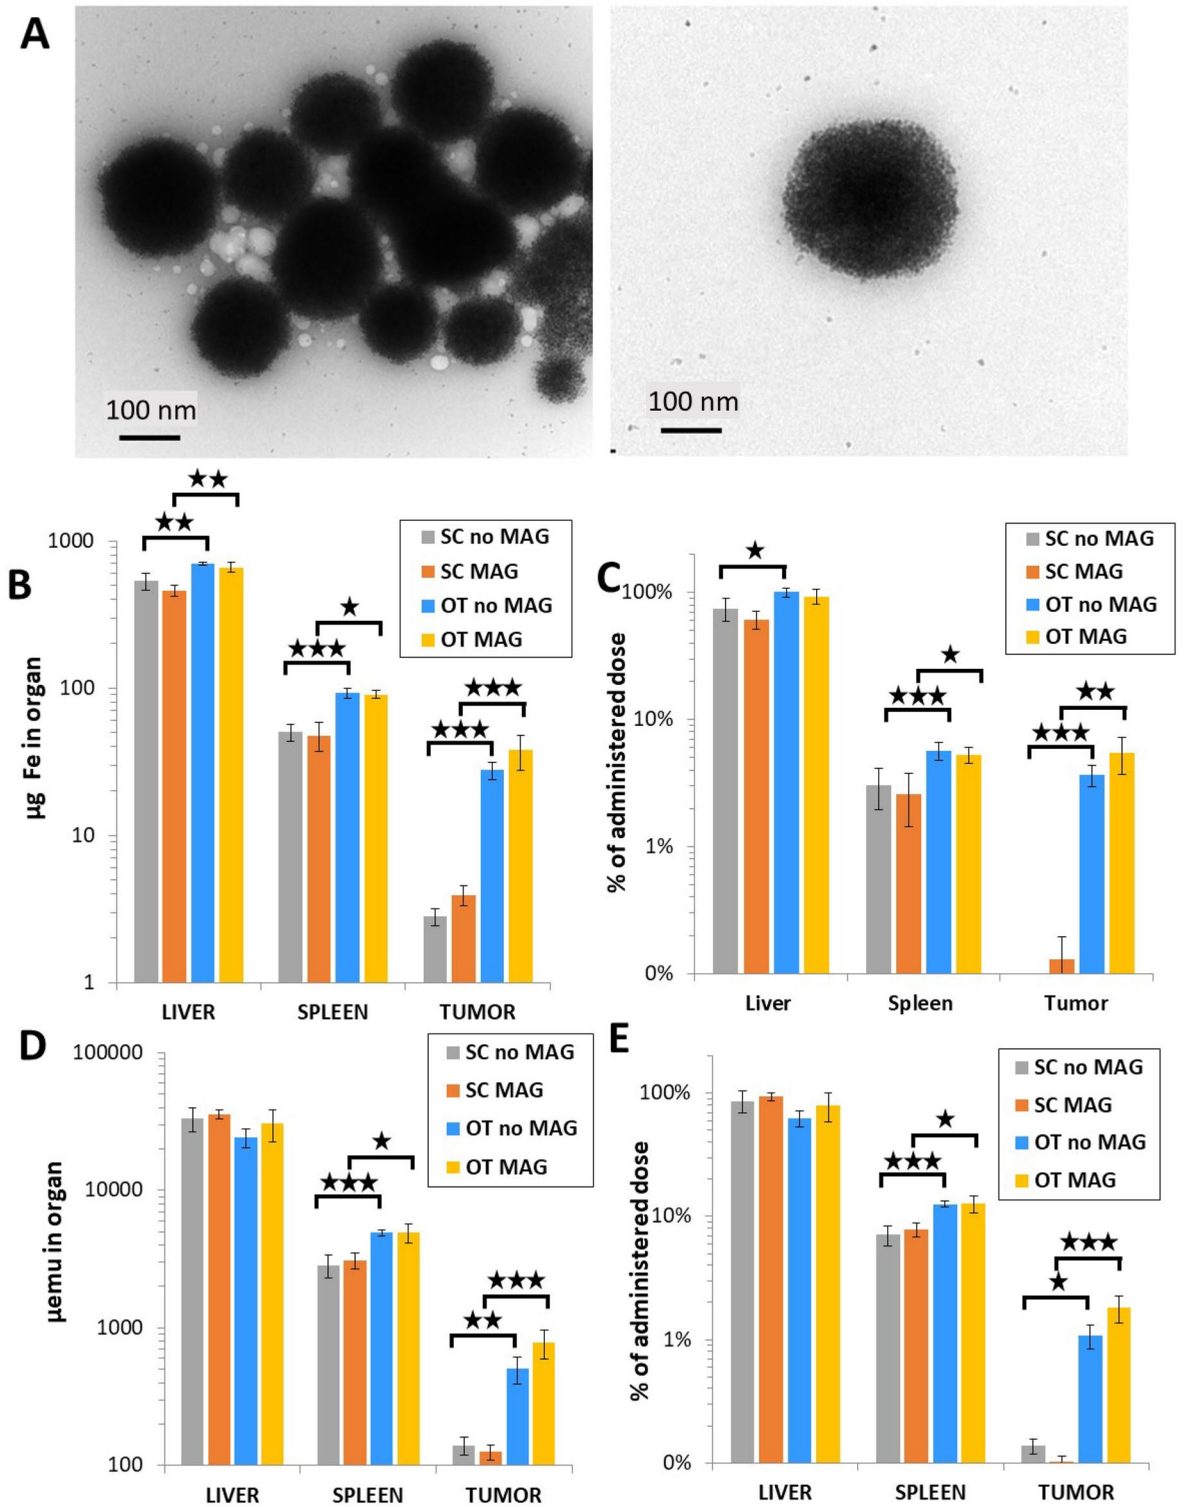 A
100 nm
100 nm
B
µg Fe in organ
1000
100
10
1
★★
★★
★★★
★
★★★
★★★
SC no MAG
SC MAG
OT no MAG
OT MAG
LIVER SPLEEN TUMOR
C
% of administered dose
100%
10%
1%
0%
★
★★★
★
★★★
★★
SC no MAG
SC MAG
OT no MAG
OT MAG
Liver Spleen Tumor
D
µemu in organ
100000
10000
1000
100
★★★
★
★★
★★★
SC no MAG
SC MAG
OT no MAG
OT MAG
LIVER SPLEEN TUMOR
E
% of administered dose
100%
10%
1%
0%
★★★
★
★
★★★
SC no MAG
SC MAG
OT no MAG
OT MAG
LIVER SPLEEN TUMOR